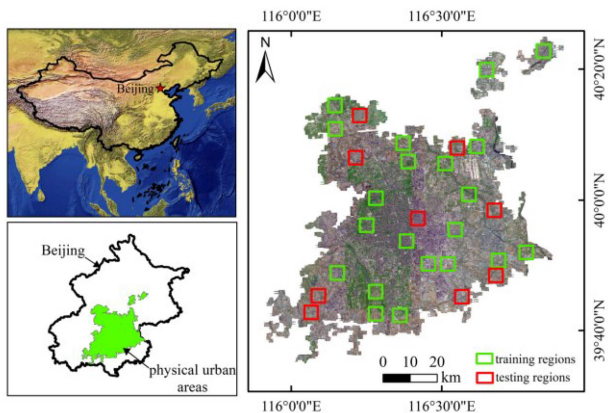 Beijing
Beijing
physical urban
areas
116°0'0"E
116°30'0"E
N
40°20'0"N
40°0'0"N
39°40'0"N
0 10 20
km
training regions
testing regions
116°0'0"E
116°30'0"E